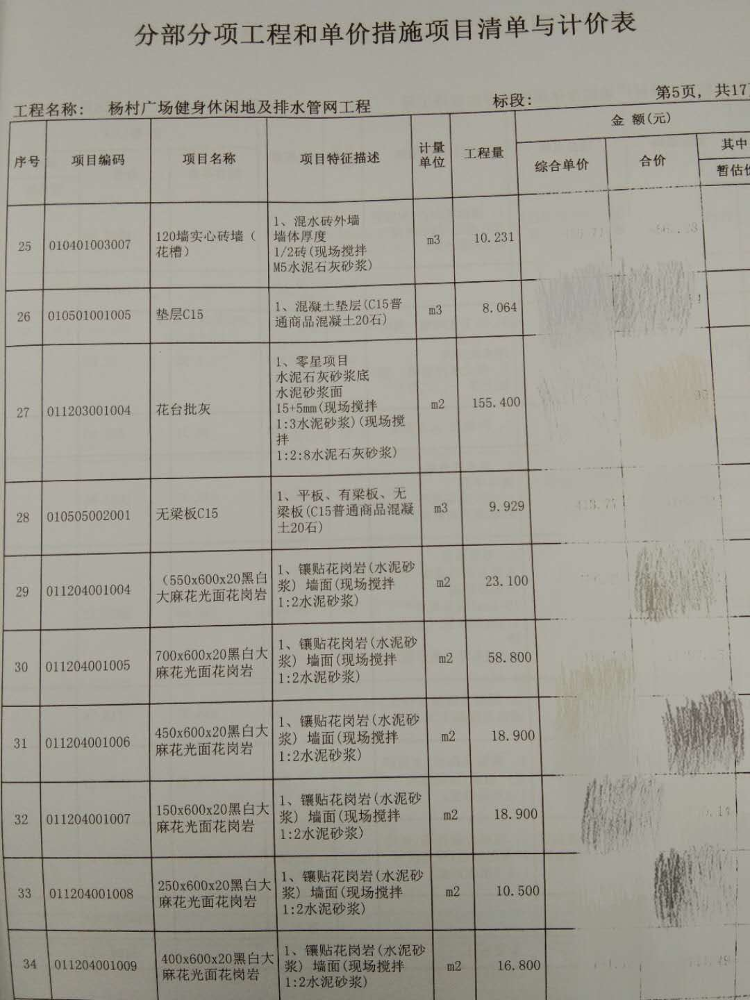 分部分项工程和单价措施项目清单与计价表
工程名称： 杨村广场健身休闲地及排水管网工程 标段： 第5页，共17
序号 项目编码 项目名称 项目特征描述 计量单位 工程量 金 额(元)
综合单价 合价 其中
暂估价
25 010401003007 120墙实心砖墙（花槽） 1、混水砖外墙
墙体厚度
1/2砖(现场搅拌
M5水泥石灰砂浆) m3 10.231
26 010501001005 垫层C15 1、混凝土垫层(C15普
通商品混凝土20石) m3 8.064
27 011203001004 花台批灰 1、零星项目
水泥石灰砂浆底
水泥砂浆面
15+5mm(现场搅拌
1:3水泥砂浆)(现场搅
拌
1:2:8水泥石灰砂浆) m2 155.400
28 010505002001 无梁板C15 1、平板、有梁板、无
梁板(C15普通商品混凝
土20石) m3 9.929
29 011204001004 （550x600x20黑白
大麻花光面花岗岩 1、镶贴花岗岩(水泥砂
浆) 墙面(现场搅拌
1:2水泥砂浆) m2 23.100
30 011204001005 700x600x20黑白大
麻花光面花岗岩 1、镶贴花岗岩(水泥砂
浆) 墙面(现场搅拌
1:2水泥砂浆) m2 58.800
31 011204001006 450x600x20黑白大
麻花光面花岗岩 1、镶贴花岗岩(水泥砂
浆) 墙面(现场搅拌
1:2水泥砂浆) m2 18.900
32 011204001007 150x600x20黑白大
麻花光面花岗岩 1、镶贴花岗岩(水泥砂
浆) 墙面(现场搅拌
1:2水泥砂浆) m2 18.900
33 011204001008 250x600x20黑白大
麻花光面花岗岩 1、镶贴花岗岩(水泥砂
浆) 墙面(现场搅拌
1:2水泥砂浆) m2 10.500
34 011204001009 400x600x20黑白大
麻花光面花岗岩 1、镶贴花岗岩(水泥砂
浆) 墙面(现场搅拌
1:2水泥砂浆) m2 16.800